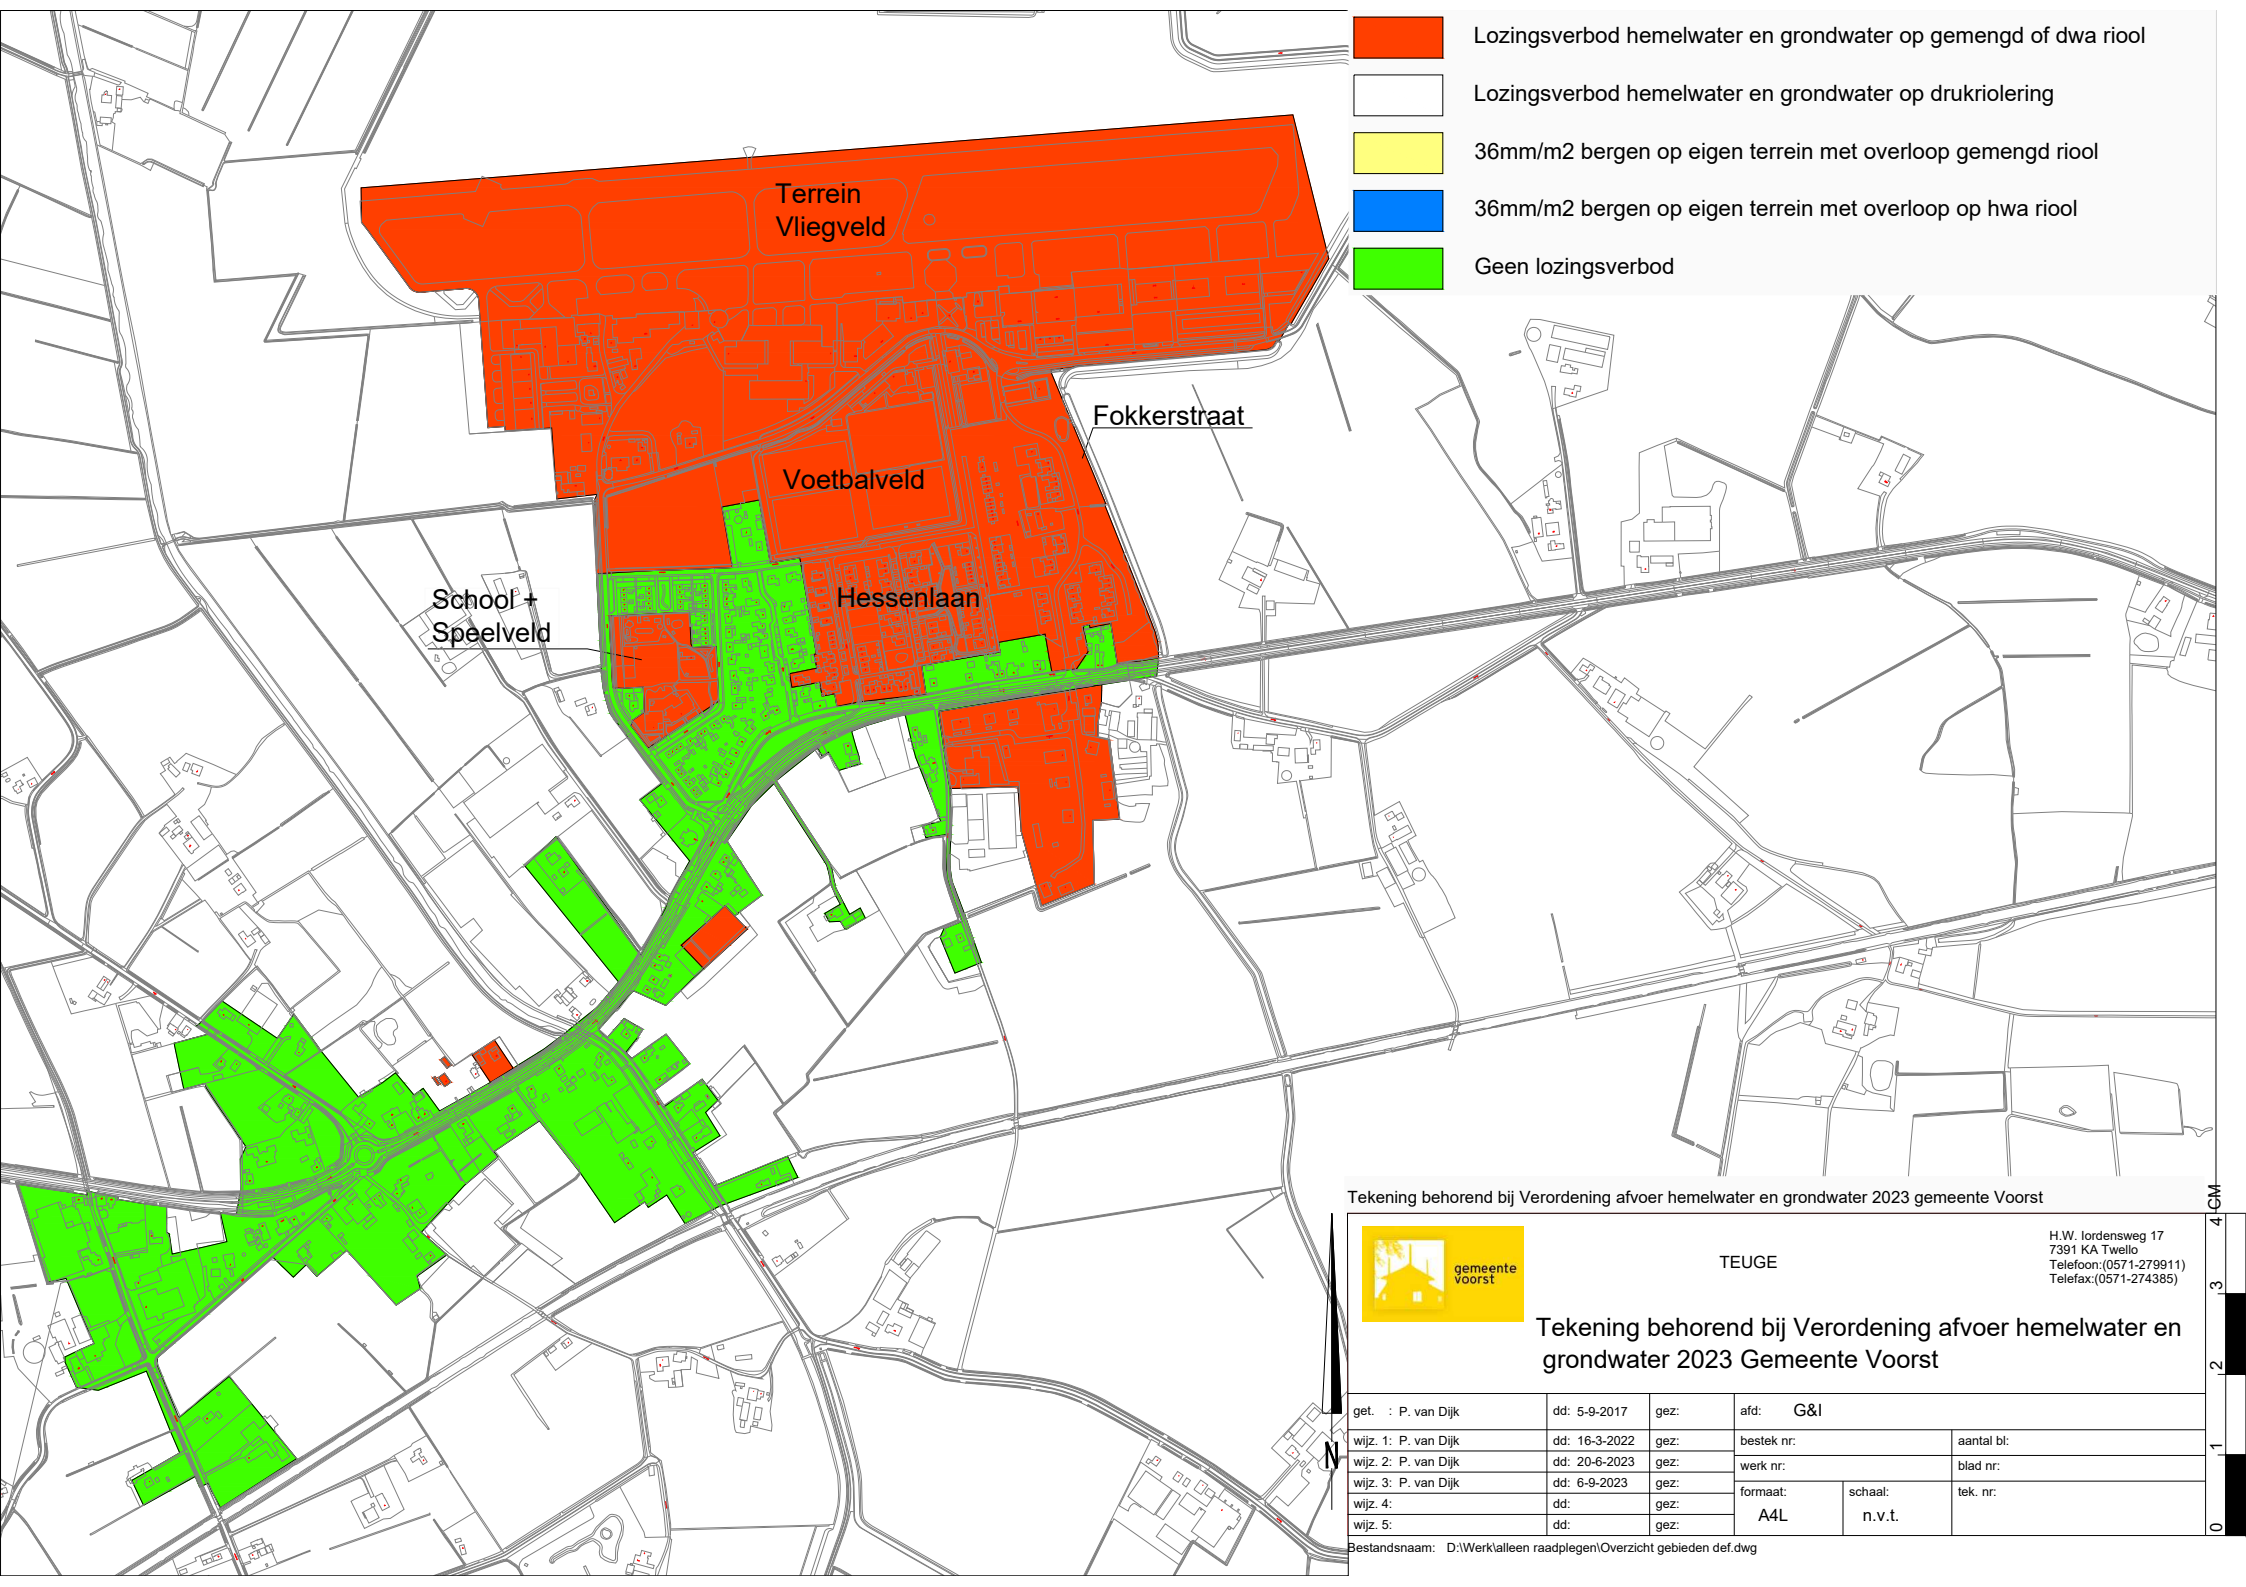 Lozingsverbod hemelwater en grondwater op gemengd of dwa riool
Lozingsverbod hemelwater en grondwater op drukriolering
36mm/m2 bergen op eigen terrein met overloop gemengd riool
36mm/m2 bergen op eigen terrein met overloop op hwa riool
Geen lozingsverbod
Terrein
Vliegveld
Fokkerstraat
Voetbalveld
Hessenlaan
School +
Speelveld
Tekening behorend bij Verordening afvoer hemelwater en grondwater 2023 gemeente Voorst
gemeente
voorst
TEUGE
H.W. Iordensweg 17
7391 KA Twello
Telefoon:(0571-279911)
Telefax:(0571-274385)
Tekening behorend bij Verordening afvoer hemelwater en
grondwater 2023 Gemeente Voorst
get. : P. van Dijk dd: 5-9-2017 gez: afd: G&I
wijz. 1: P. van Dijk dd: 16-3-2022 gez: bestek nr: aantal bl:
wijz. 2: P. van Dijk dd: 20-6-2023 gez: werk nr: blad nr:
wijz. 3: P. van Dijk dd: 6-9-2023 gez: formaat: schaal: tek. nr:
wijz. 4: dd: gez: A4L n.v.t.
wijz. 5: dd: gez:
Bestandsnaam: D:\Werk\alleen raadplegen\Overzicht gebieden def.dwg
N
0 1 2 3 4 CM